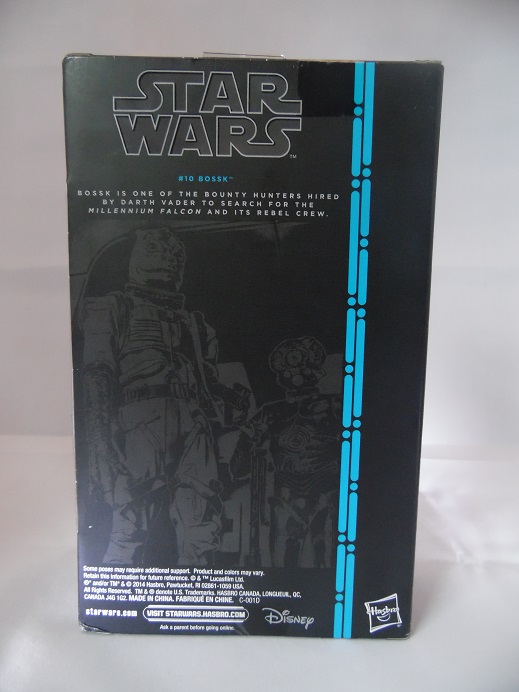 STAR
WARS™
#10 BOSSK™
BOSSK IS ONE OF THE BOUNTY HUNTERS HIRED
BY DARTH VADER TO SEARCH FOR THE
MILLENNIUM FALCON AND ITS REBEL CREW.
Some poses may require additional support. Product and colors may vary.
Retain this information for future reference. © & ™ Lucasfilm Ltd.
®* and/or TM* & © 2014 Hasbro, Pawtucket, RI 02861-1059 USA.
All Rights Reserved. TM & ® denote U.S. Trademarks. HASBRO CANADA, LONGUEUIL, QC,
CANADA J4G 1G2. MADE IN CHINA. FABRIQUÉ EN CHINE. C-001D
starwars.com VISIT STARWARS.HASBRO.COM Disney Hasbro
Ask a parent before going online.